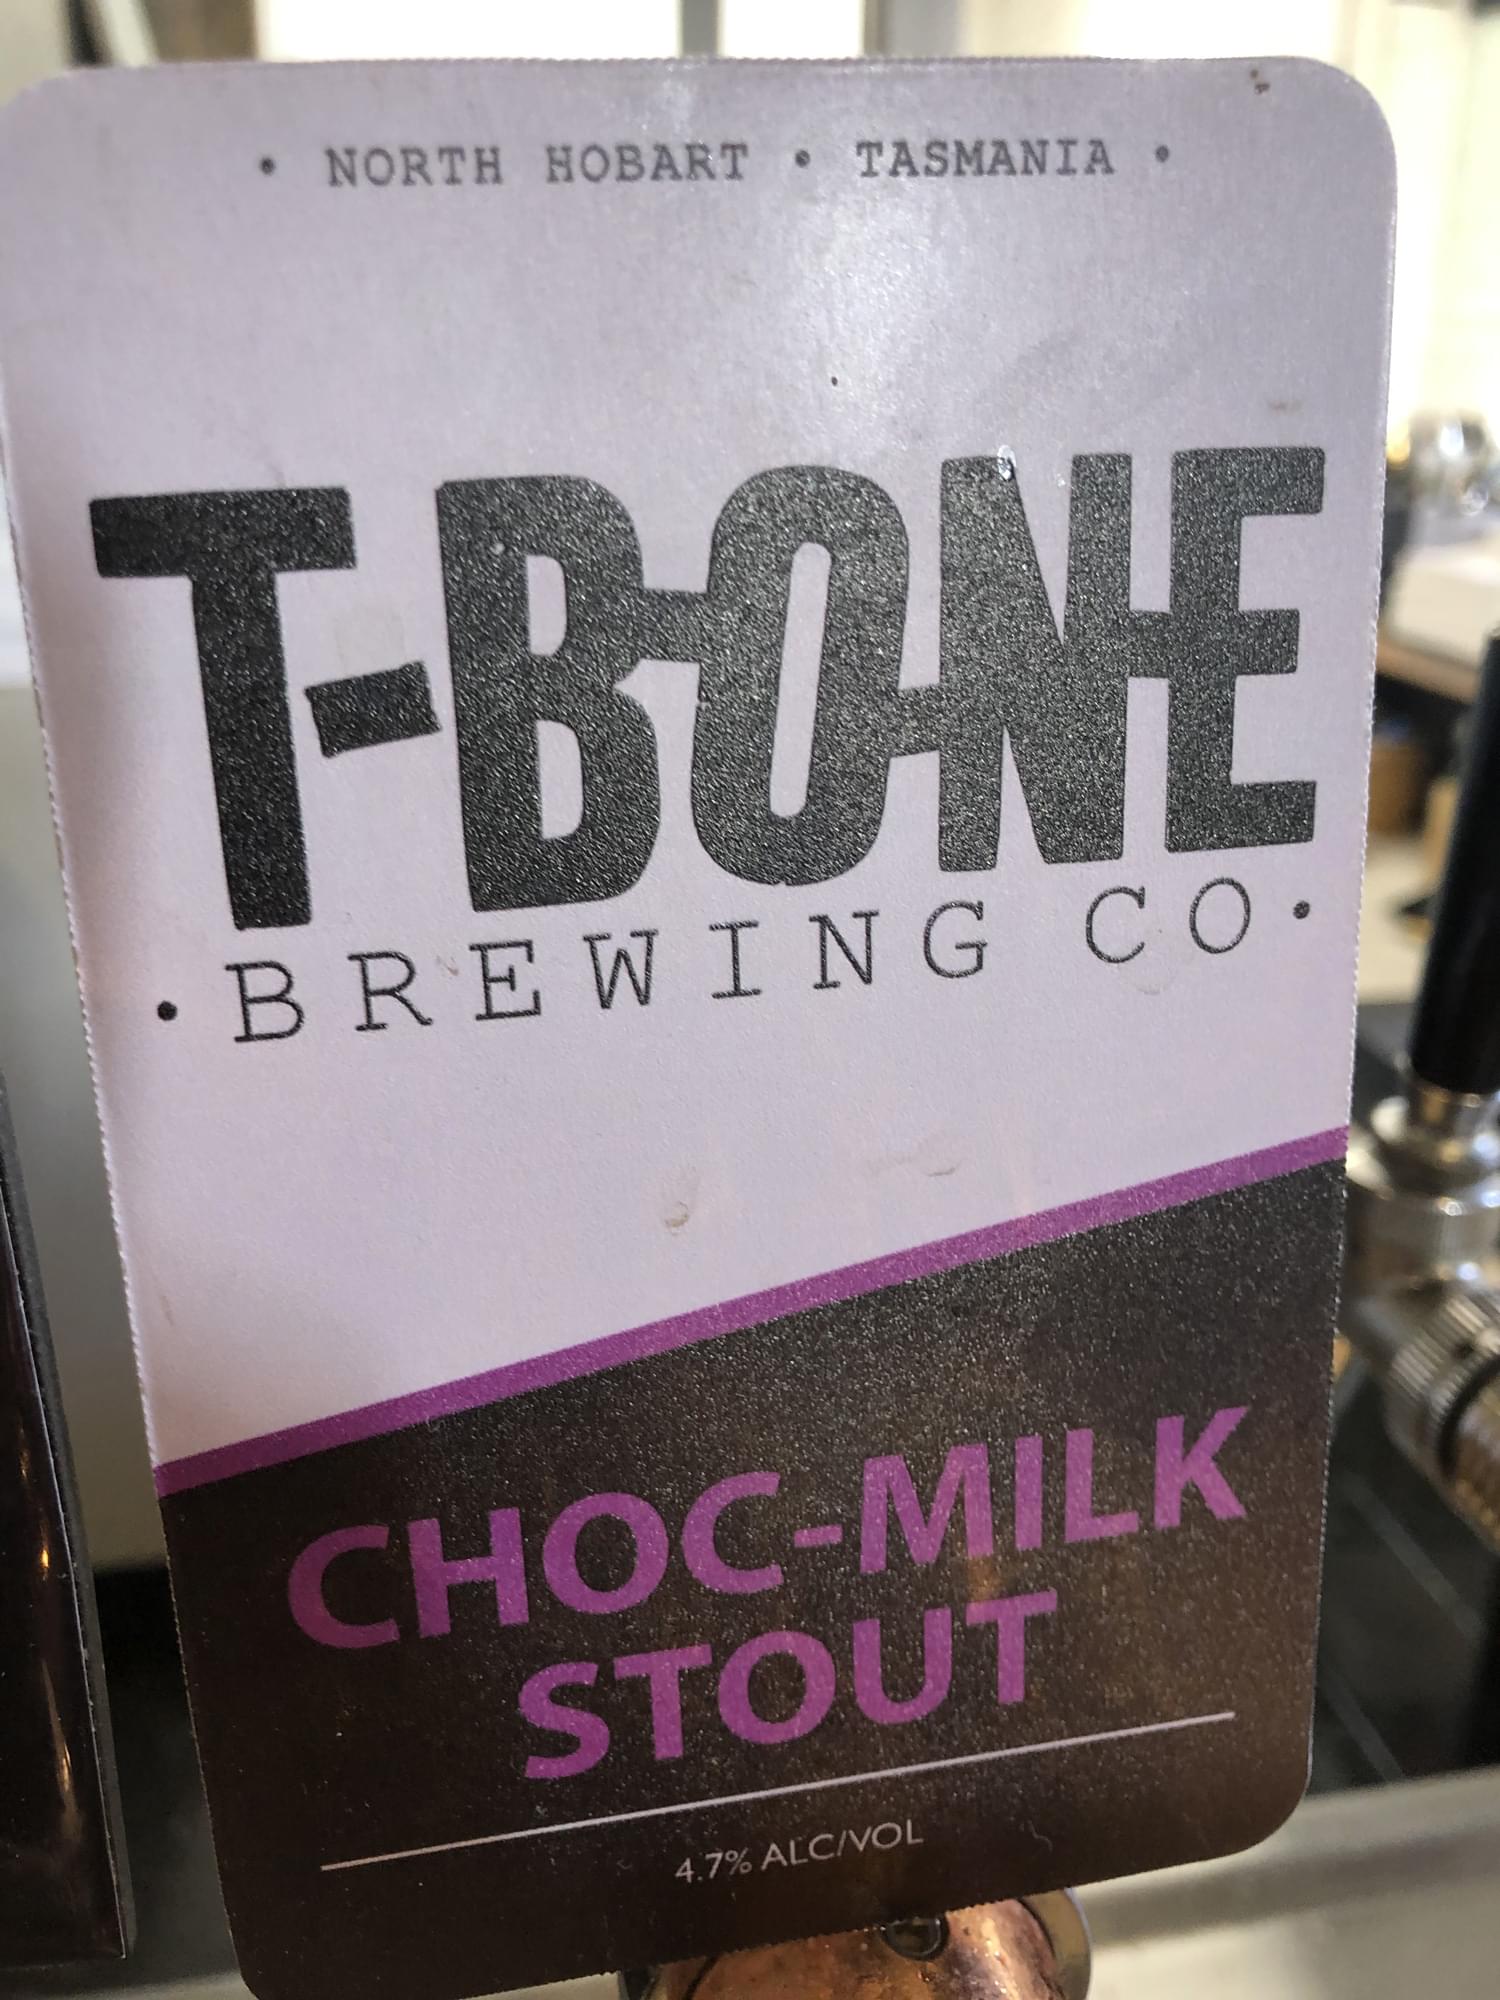 • NORTH HOBART • TASMANIA •
T-BONE
• BREWING CO •
CHOC-MILK
STOUT
4.7% ALC/VOL